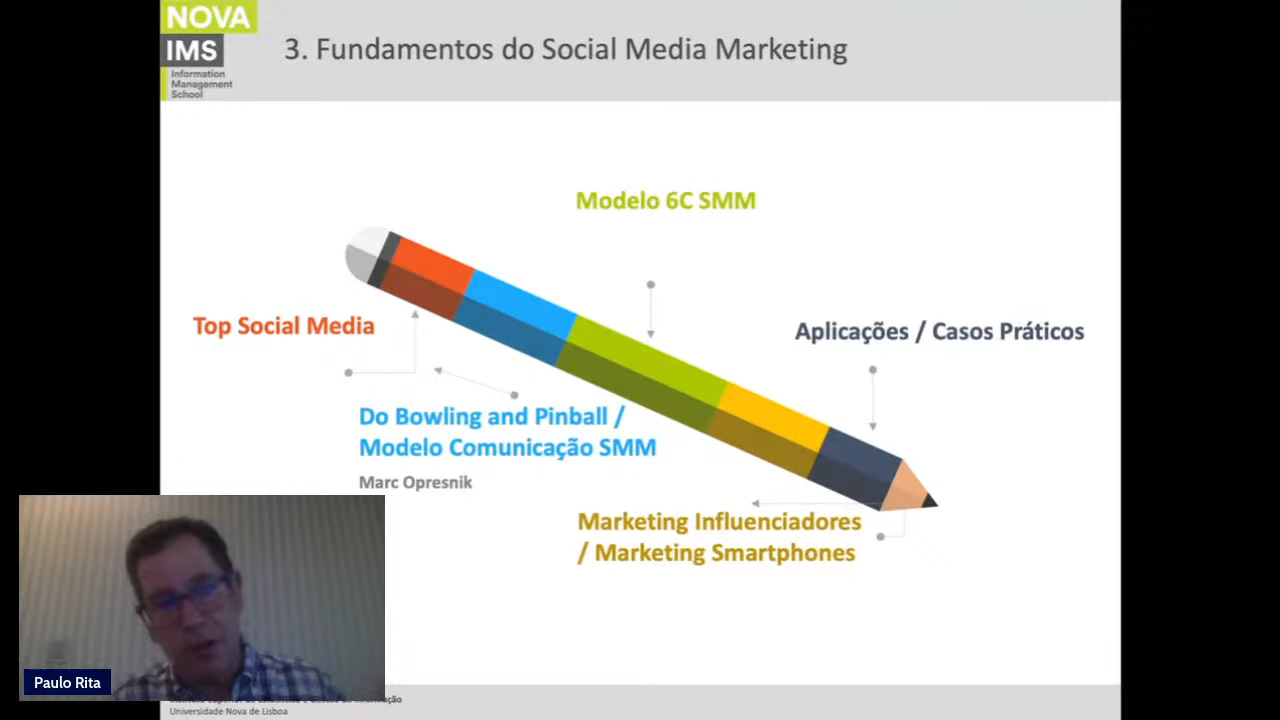 NOVA
IMS
Information
Management
School
3. Fundamentos do Social Media Marketing
Modelo 6C SMM
Top Social Media
Aplicações / Casos Práticos
Do Bowling and Pinball /
Modelo Comunicação SMM
Marc Opresnik
Marketing Influenciadores
/ Marketing Smartphones
Paulo Rita
Universidade Nova de Lisboa